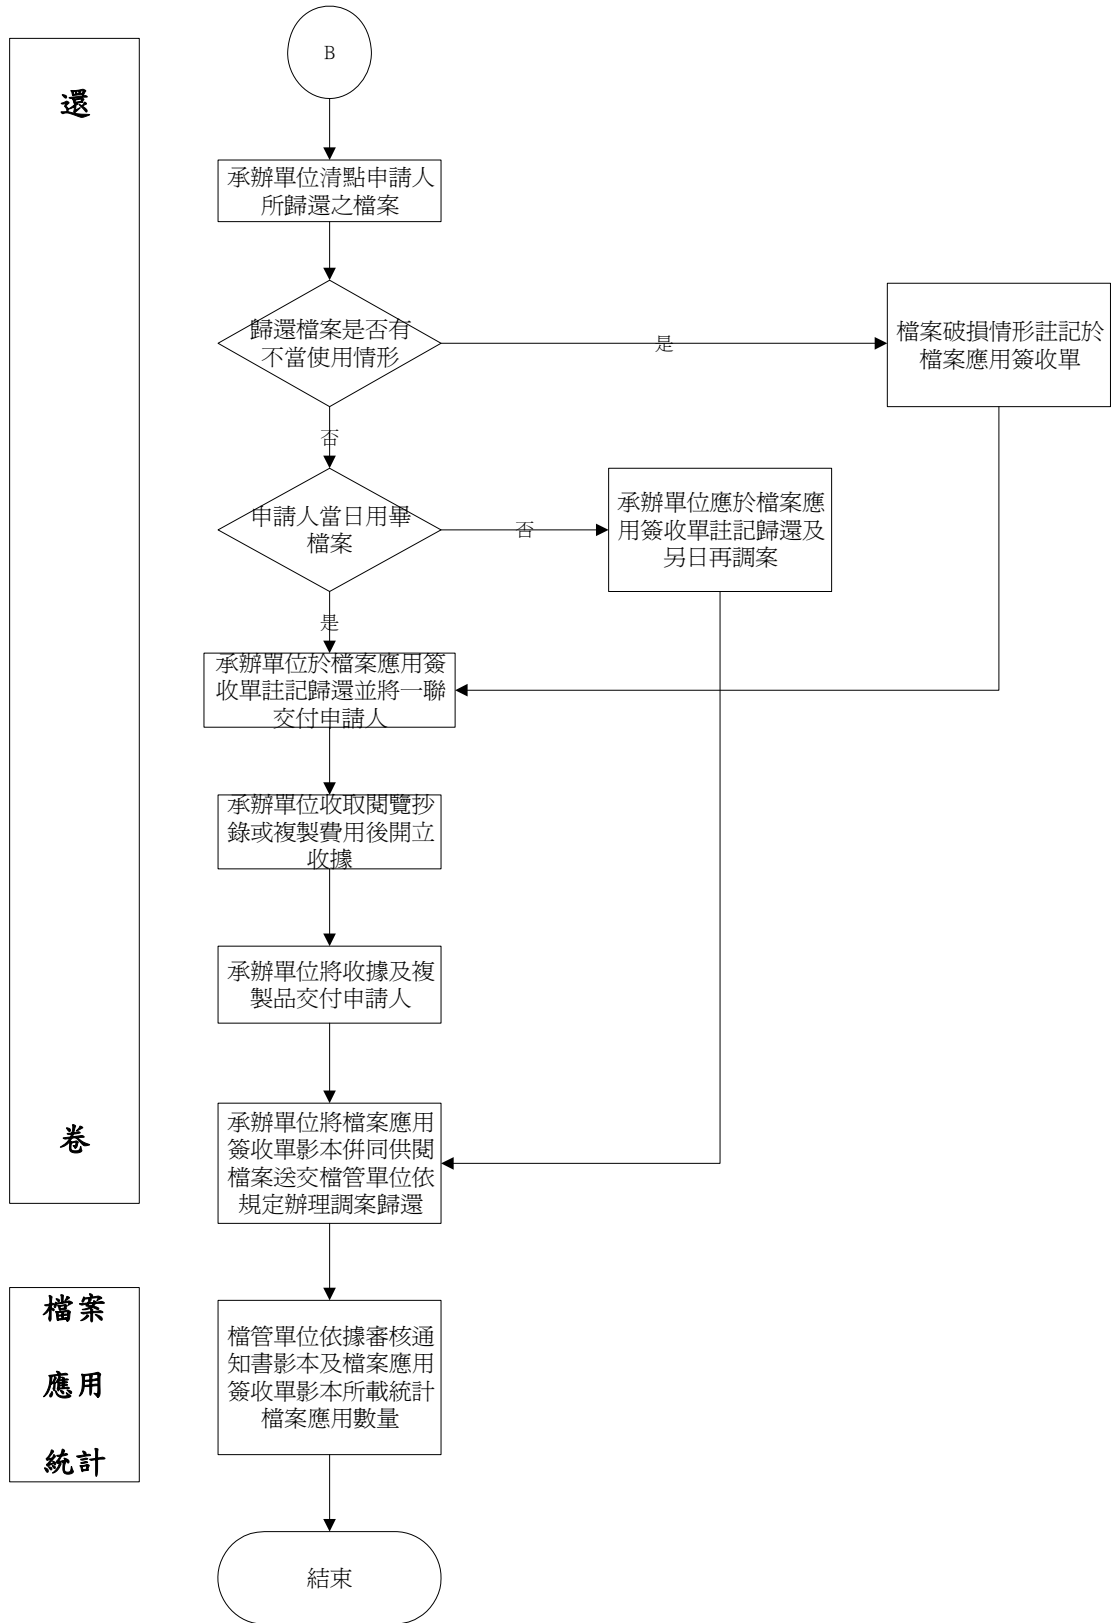 還
卷
檔案
應用
統計
B
承辦單位清點申請人
所歸還之檔案
歸還檔案是否有
不當使用情形
是
檔案破損情形註記於
檔案應用簽收單
否
申請人當日用畢
檔案
否
承辦單位應於檔案應
用簽收單註記歸還及
另日再調案
是
承辦單位於檔案應用簽
收單註記歸還並將一聯
交付申請人
承辦單位收取閱覽抄
錄或複製費用後開立
收據
承辦單位將收據及複
製品交付申請人
承辦單位將檔案應用
簽收單影本併同供閱
檔案送交檔管單位依
規定辦理調案歸還
檔管單位依據審核通
知書影本及檔案應用
簽收單影本所載統計
檔案應用數量
結束